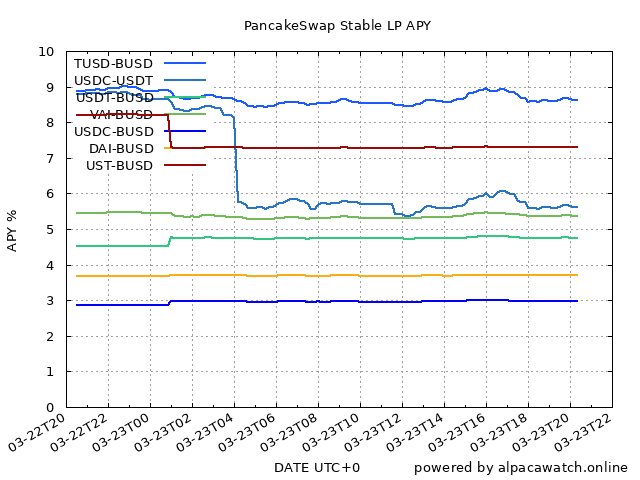 PancakeSwap Stable LP APY
10
9
8
7
6
5
4
3
2
1
0
APY %
TUSD-BUSD
USDC-USDT
USDT-BUSD
VAI-BUSD
USDC-BUSD
DAI-BUSD
UST-BUSD
03-22T20
03-22T22
03-23T00
03-23T02
03-23T04
03-23T06
03-23T08
03-23T10
03-23T12
03-23T14
03-23T16
03-23T18
03-23T20
03-23T22
DATE UTC+0
powered by alpacawatch.online